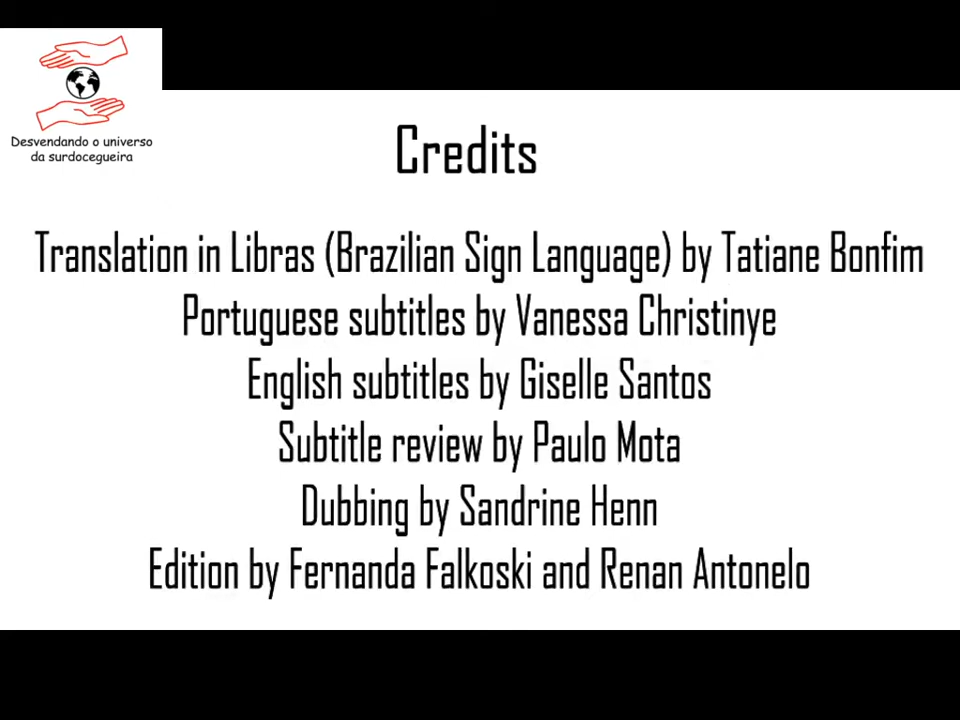 Desvendando o universo
da surdocegueira
Credits
Translation in Libras (Brazilian Sign Language) by Tatiane Bonfim
Portuguese subtitles by Vanessa Christinye
English subtitles by Giselle Santos
Subtitle review by Paulo Mota
Dubbing by Sandrine Henn
Edition by Fernanda Falkoski and Renan Antonelo